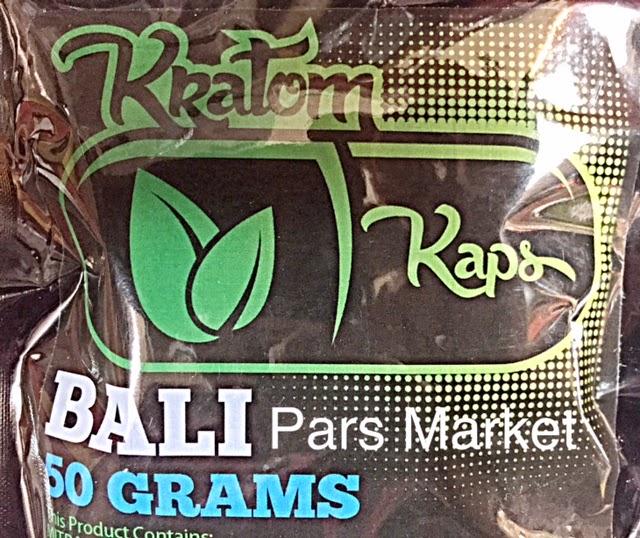 Kratom
Kaps
BALI
Pars Market
50 GRAMS
This Product Contains: